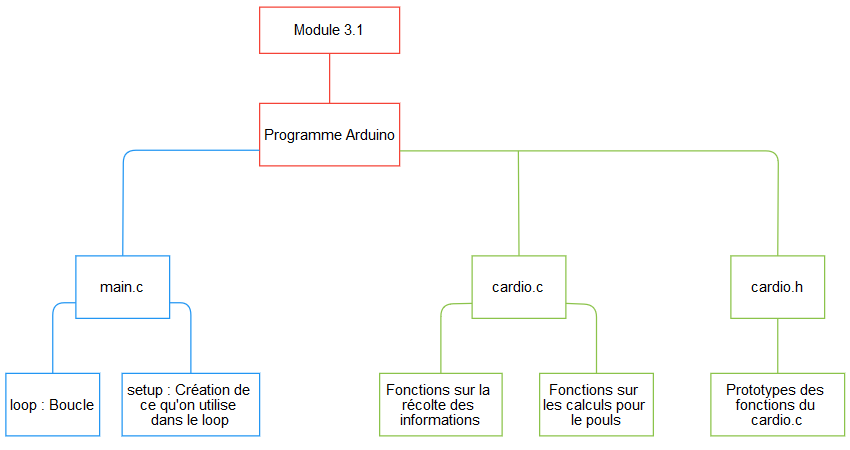 Module 3.1
Programme Arduino
main.c
cardio.c
cardio.h
loop : Boucle
setup : Création de
ce qu'on utilise
dans le loop
Fonctions sur la
récolte des
informations
Fonctions sur
les calculs pour
le pouls
Prototypes des
fonctions du
cardio.c